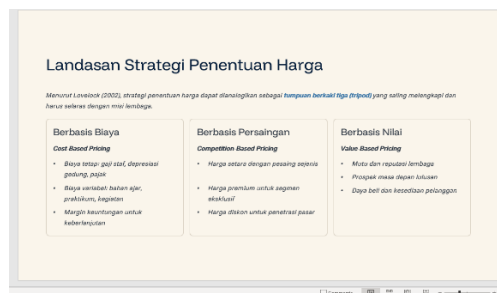 Landasan Strategi Penentuan Harga
Menurut Lovelock (2002), strategi penentuan harga dapat dianalogikan sebagai tumpuan berkaki tiga (tripod) yang saling melengkapi dan
harus selaras dengan misi lembaga.
Berbasis Biaya
Cost Based Pricing
• Biaya tetap: gaji staf, depresiasi
gedung, pajak
• Biaya variabel: bahan ajar,
praktikum, kegiatan
• Margin keuntungan untuk
keberlanjutan
Berbasis Persaingan
Competition Based Pricing
• Harga setara dengan pesaing sejenis
• Harga premium untuk segmen
eksklusif
• Harga diskon untuk penetrasi pasar
Berbasis Nilai
Value Based Pricing
• Mutu dan reputasi lembaga
• Prospek masa depan lulusan
• Daya beli dan kesediaan pelanggan
Comments